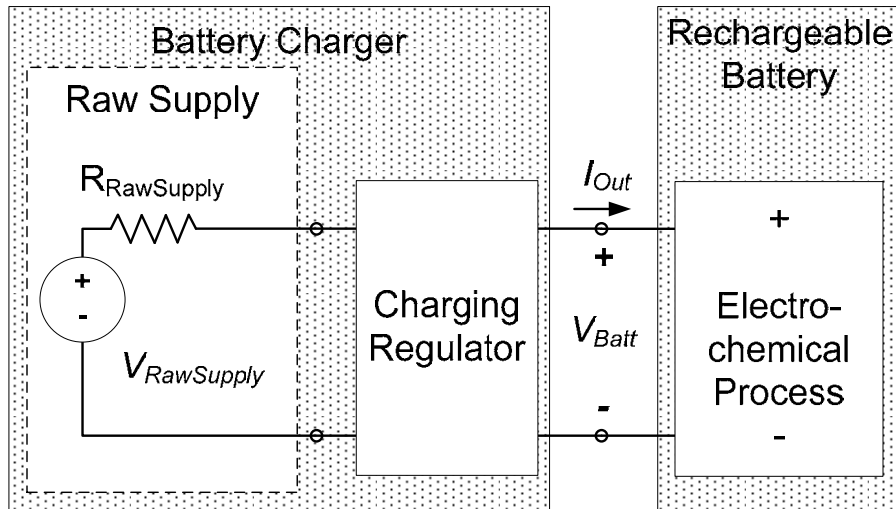 Battery Charger
Rechargeable
Battery
Raw Supply
R_RawSupply
I_Out
+
+
+
-
Charging
Regulator
V_Batt
Electro-
chemical
Process
V_RawSupply
-
-